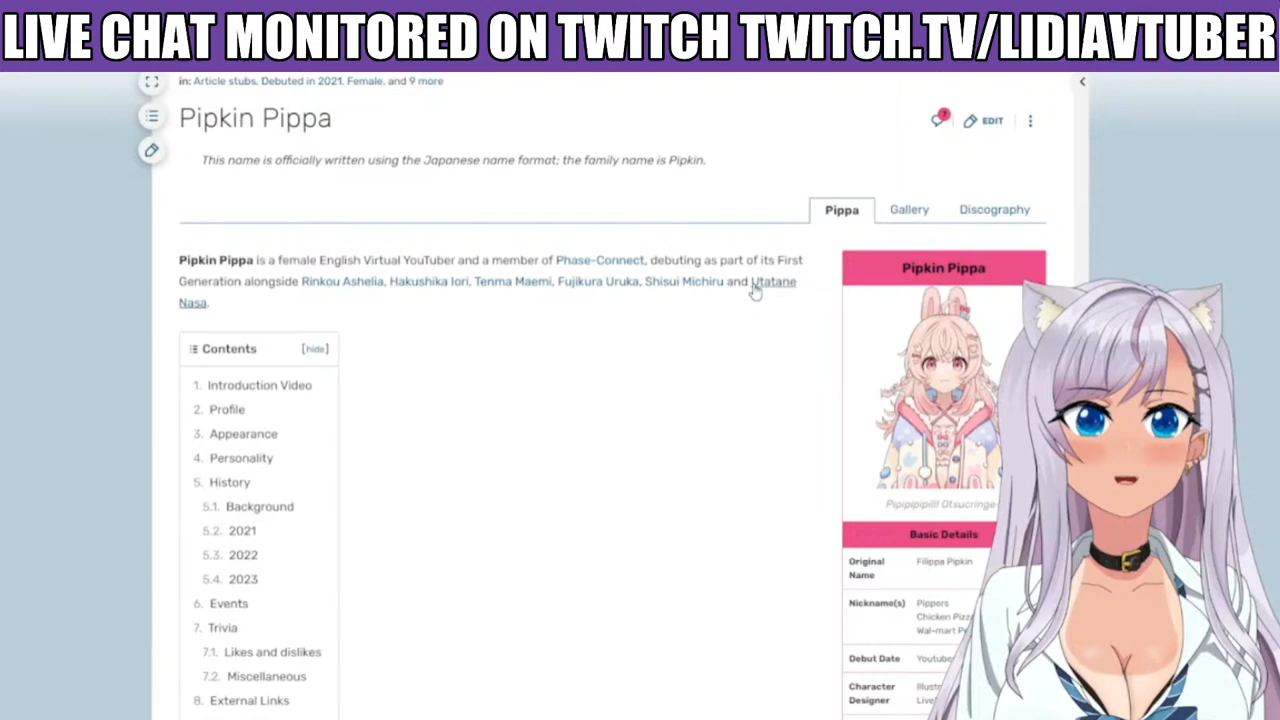 LIVE CHAT MONITORED ON TWITCH TWITCH.TV/LIDIAVTUBER
in: Article stubs, Debuted in 2021, Female, and 9 more
Pipkin Pippa
7
EDIT
This name is officially written using the Japanese name format; the family name is Pipkin.
Pippa
Gallery
Discography
Pipkin Pippa is a female English Virtual YouTuber and a member of Phase-Connect, debuting as part of its First
Generation alongside Rinkou Ashelia, Hakushika Iori, Tenma Maemi, Fujikura Uruka, Shisui Michiru and Utatane
Nasa.
Contents [hide]
1. Introduction Video
2. Profile
3. Appearance
4. Personality
5. History
5.1. Background
5.2. 2021
5.3. 2022
5.4. 2023
6. Events
7. Trivia
7.1. Likes and dislikes
7.2. Miscellaneous
8. External Links
Pipkin Pippa
Pipipipipi!! Otsucringe
Basic Details
Original
Name
Filippa Pipkin
Nickname(s)
Pippers
Chicken
Wal-mart
Debut Date
Character
Designer